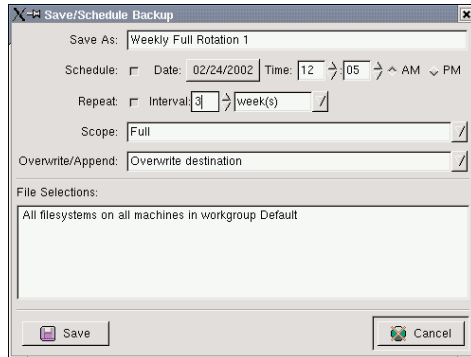 Save/Schedule Backup
Save As: Weekly Full Rotation 1
Schedule: Date: 02/24/2002 Time: 12 : 05 AM PM
Repeat: Interval: 3 week(s)
Scope: Full
Overwrite/Append: Overwrite destination
File Selections:
All filesystems on all machines in workgroup Default
Save Cancel